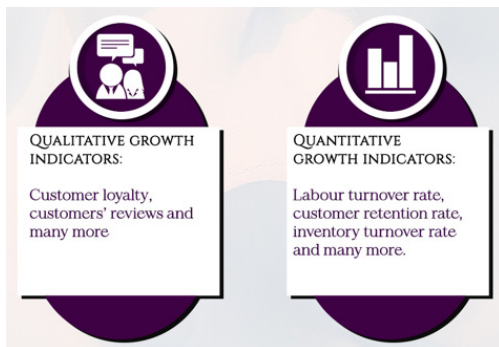 QUALITATIVE GROWTH
INDICATORS:
Customer loyalty,
customers' reviews and
many more
QUANTITATIVE
GROWTH INDICATORS:
Labour turnover rate,
customer retention rate,
inventory turnover rate
and many more.